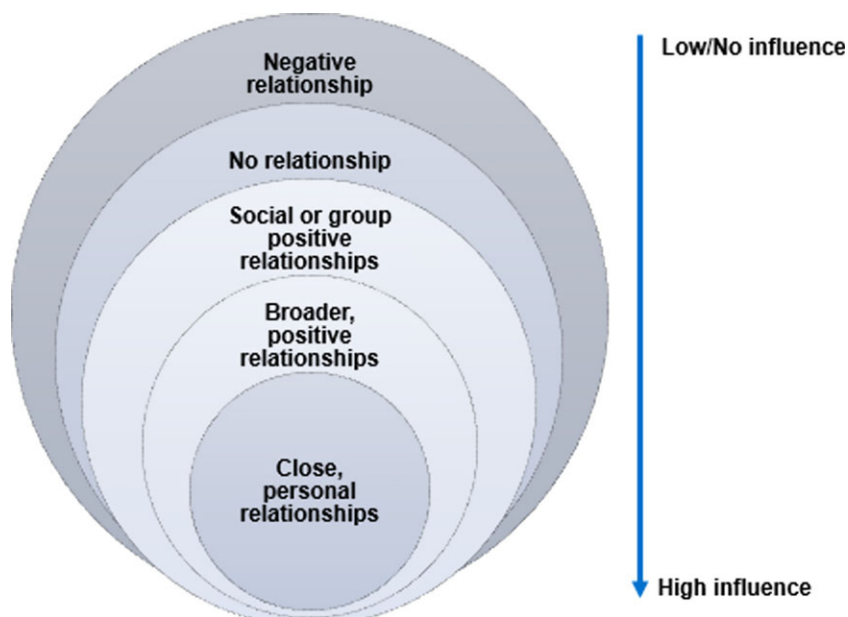 Negative
relationship
No relationship
Social or group
positive
relationships
Broader,
positive
relationships
Close,
personal
relationships
Low/No influence
High influence